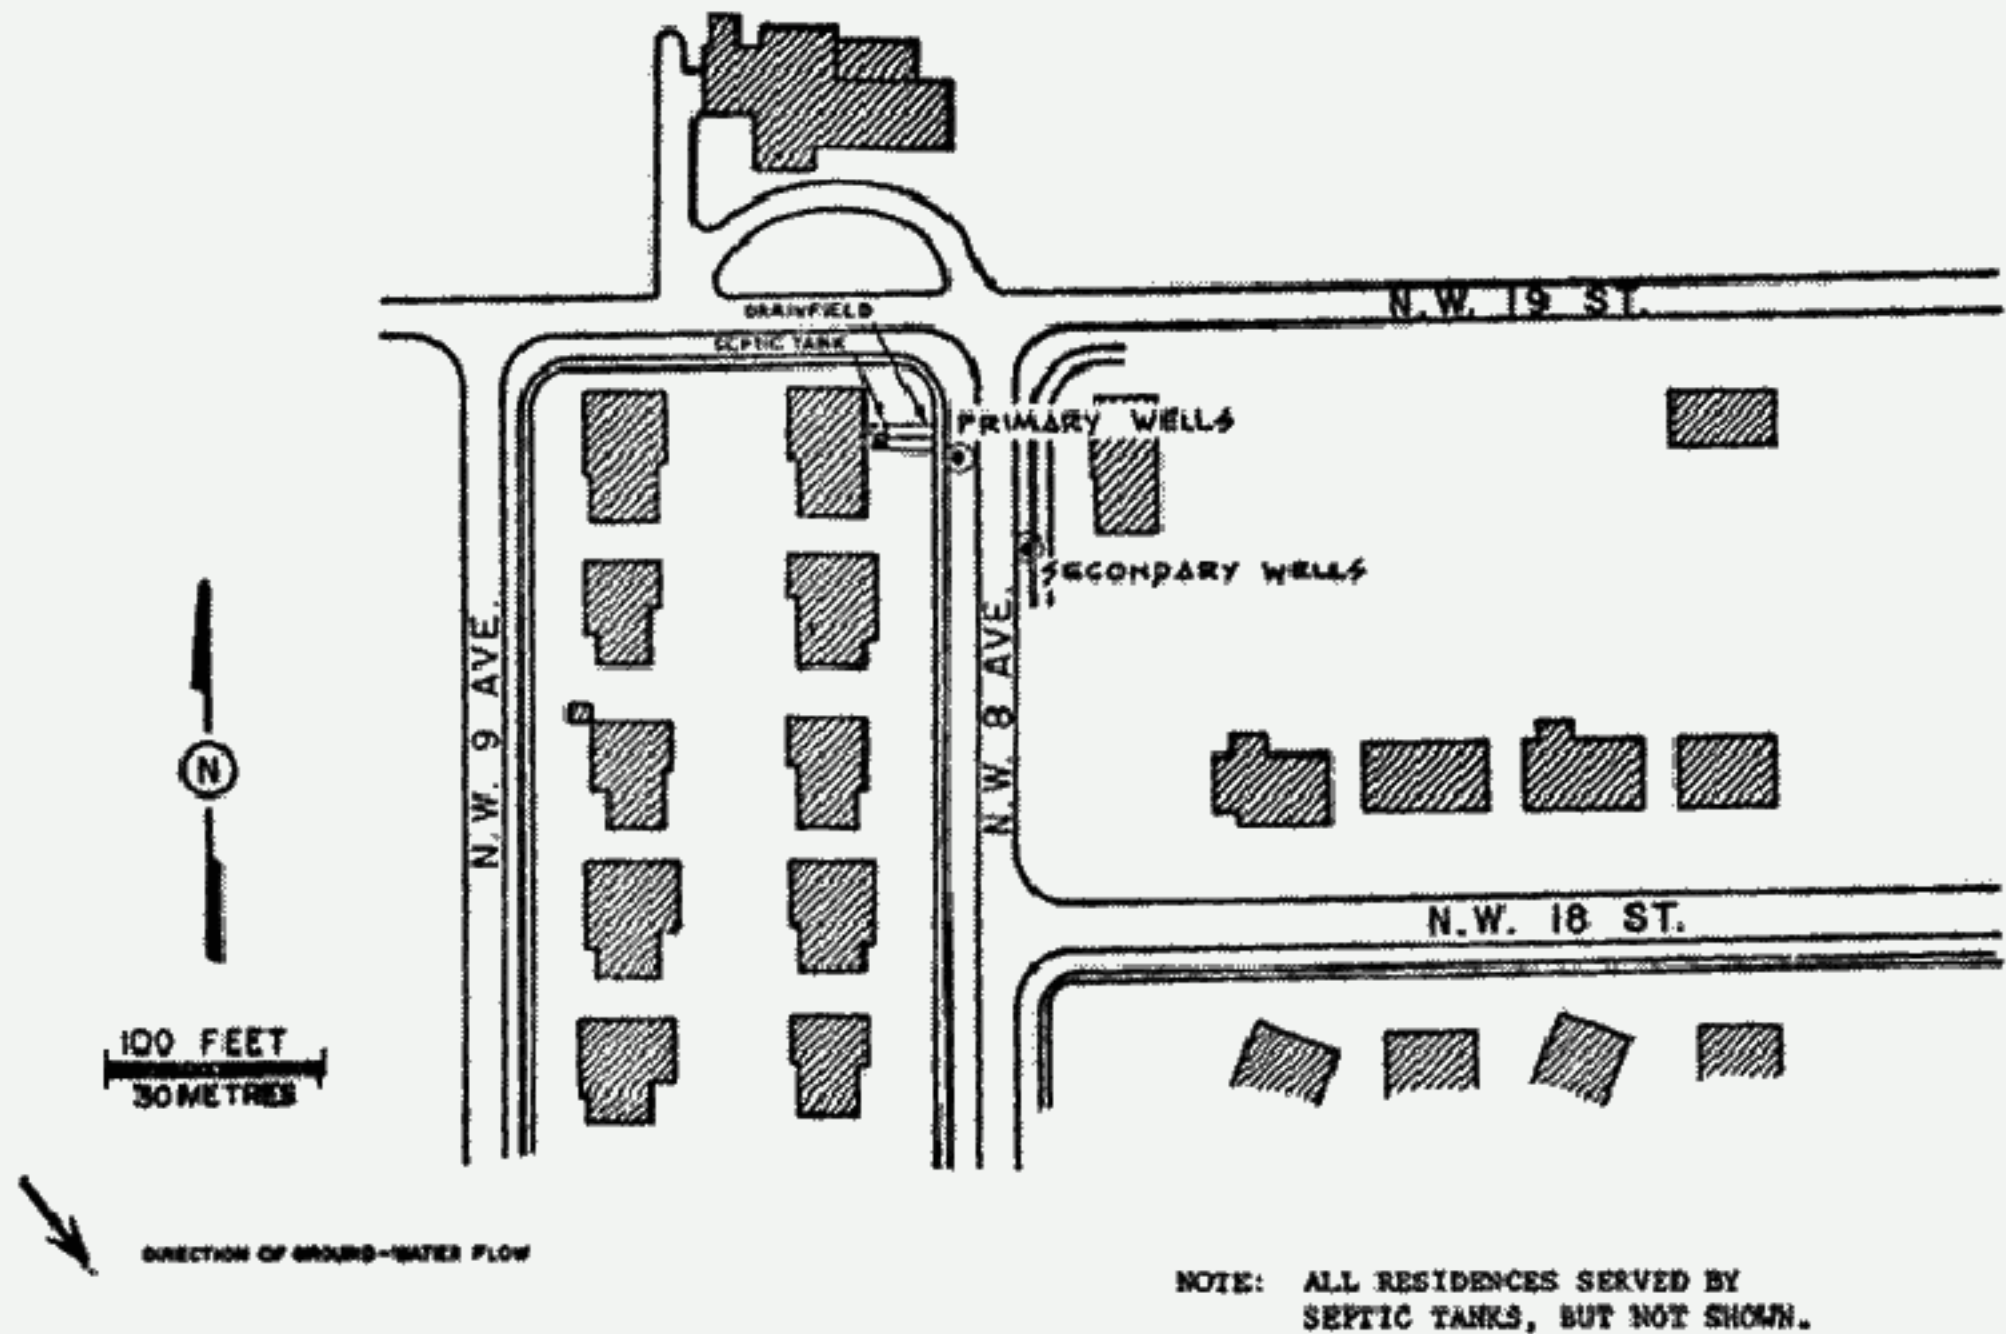 N.W. 19 ST.
DRAINFIELD
SEPTIC TANK
PRIMARY WELLS
SECONDARY WELLS
N.W. 9 AVE.
N.W. 8 AVE.
N
N.W. 18 ST.
100 FEET
30 METRES
DIRECTION OF GROUND-WATER FLOW
NOTE: ALL RESIDENCES SERVED BY
SEPTIC TANKS, BUT NOT SHOWN.